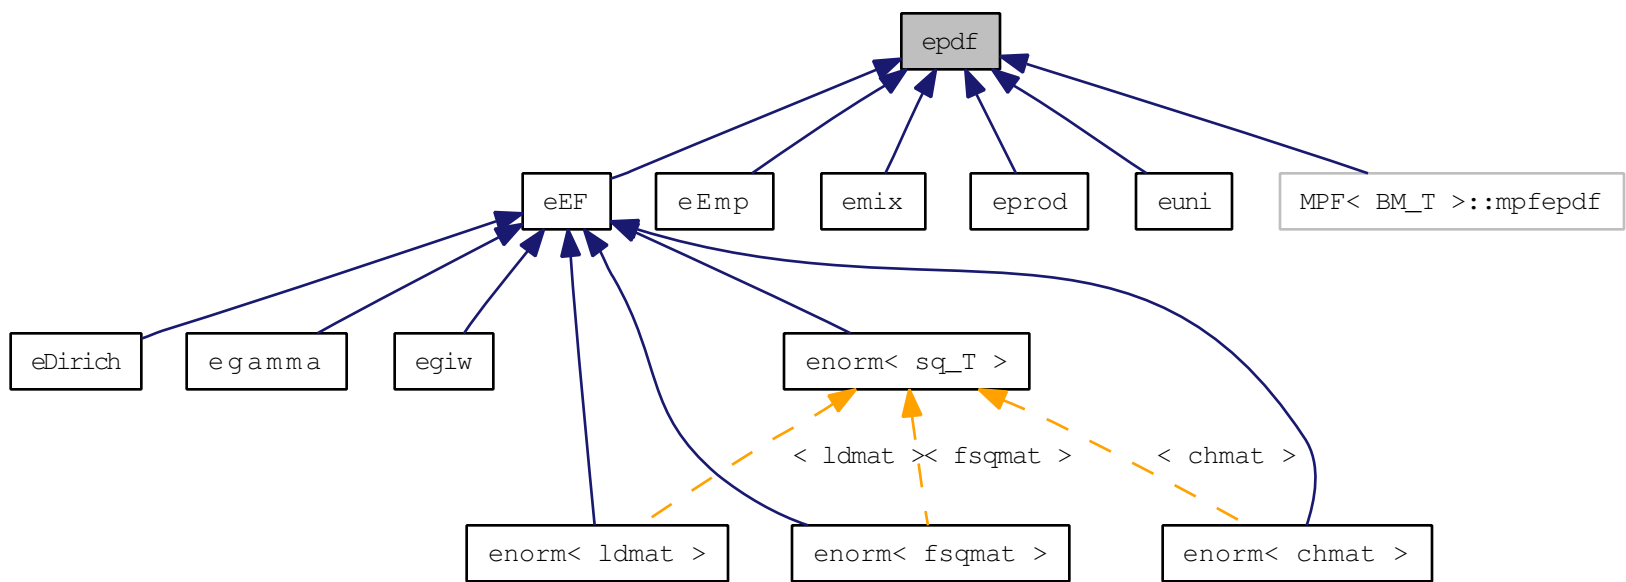 epdf
eEF
eEmp
emix
eprod
euni
MPF< BM_T >::mpfepdf
eDirich
egamma
egiw
enorm< sq_T >
< ldmat >
< fsqmat >
< chmat >
enorm< ldmat >
enorm< fsqmat >
enorm< chmat >